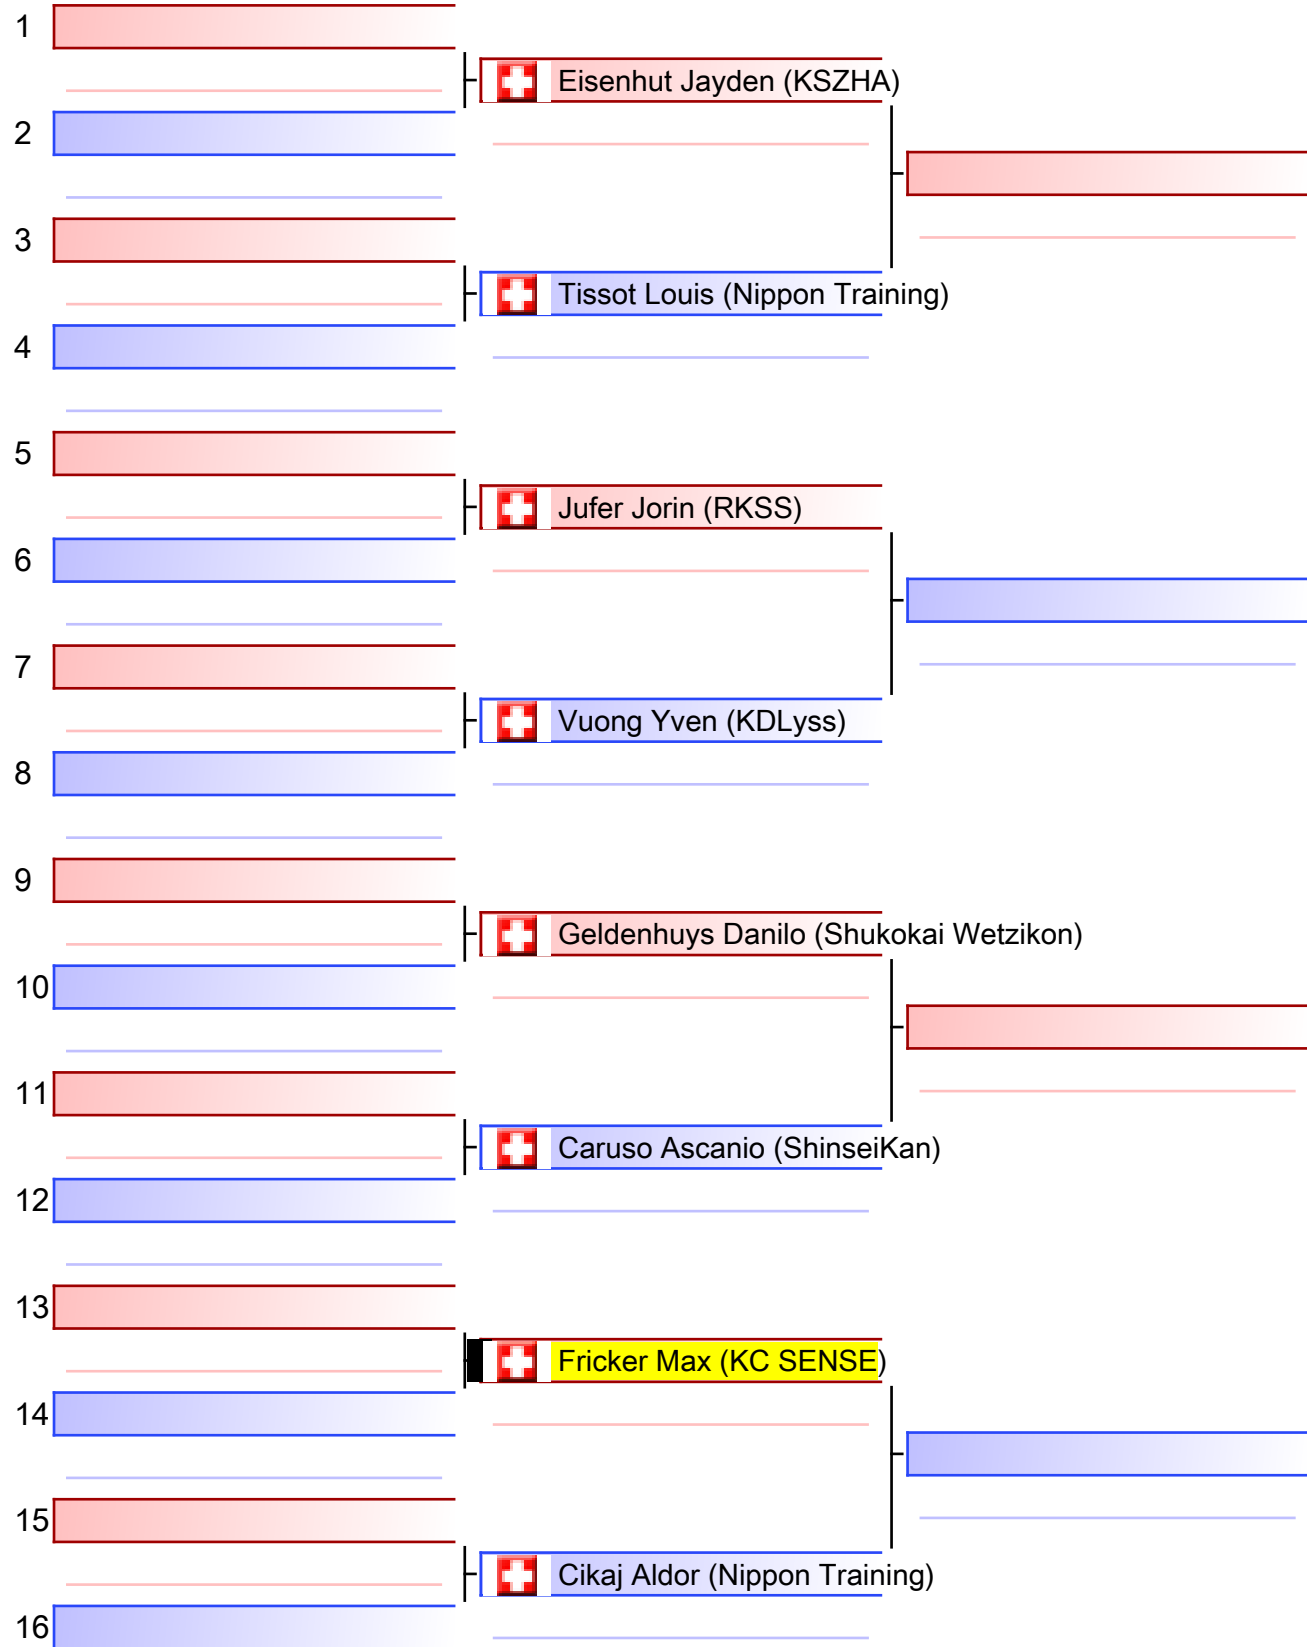 1
Eisenhut Jayden (KSZHA)
2
3
Tissot Louis (Nippon Training)
4
5
Jufer Jorin (RKSS)
6
7
Vuong Yven (KDLyss)
8
9
Geldenhuys Danilo (Shukokai Wetzikon)
10
11
Caruso Ascanio (ShinseiKan)
12
13
Fricker Max (KC SENSE)
14
15
Cikaj Aldor (Nippon Training)
16